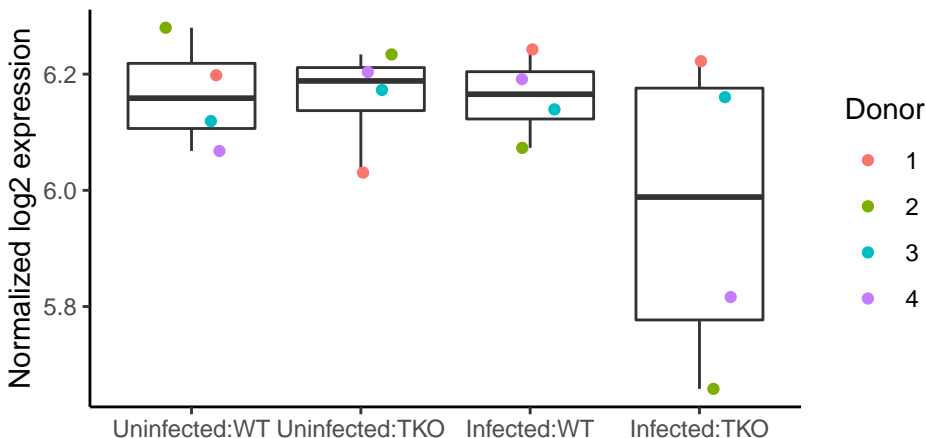 Normalized log2 expression
6.2
6.0
5.8
Uninfected:WT
Uninfected:TKO
Infected:WT
Infected:TKO
Donor
1
2
3
4